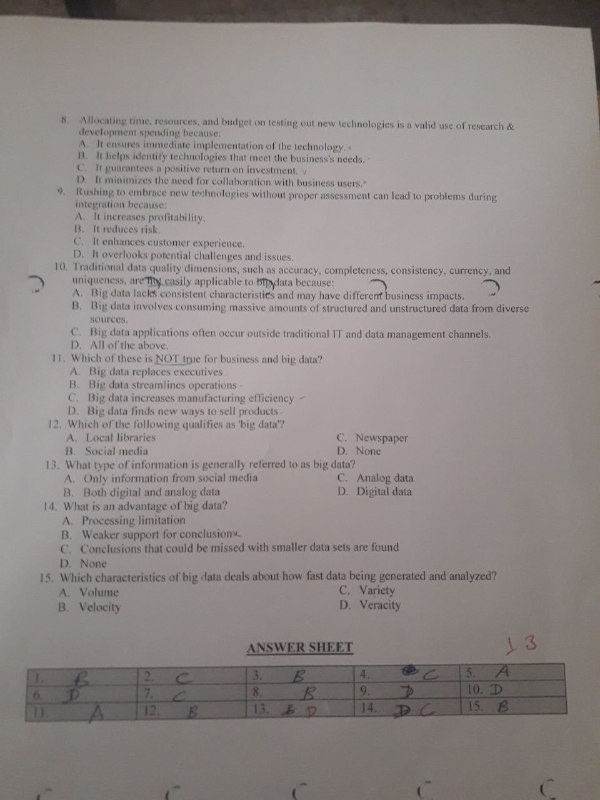 8. Allocating time, resources, and budget on testing out new technologies is a valid use of research &
development spending because:
A. It ensures immediate implementation of the technology.
B. It helps identify technologies that meet the business's needs.
C. It guarantees a positive return on investment.
D. It minimizes the need for collaboration with business users.
9. Rushing to embrace new technologies without proper assessment can lead to problems during
integration because:
A. It increases profitability.
B. It reduces risk.
C. It enhances customer experience.
D. It overlooks potential challenges and issues.
10. Traditional data quality dimensions, such as accuracy, completeness, consistency, currency, and
uniqueness, are not easily applicable to big data because:
A. Big data lacks consistent characteristics and may have different business impacts.
B. Big data involves consuming massive amounts of structured and unstructured data from diverse
sources.
C. Big data applications often occur outside traditional IT and data management channels.
D. All of the above.
11. Which of these is NOT true for business and big data?
A. Big data replaces executives
B. Big data streamlines operations
C. Big data increases manufacturing efficiency
D. Big data finds new ways to sell products
12. Which of the following qualifies as 'big data'?
A. Local libraries C. Newspaper
B. Social media D. None
13. What type of information is generally referred to as big data?
A. Only information from social media C. Analog data
B. Both digital and analog data D. Digital data
14. What is an advantage of big data?
A. Processing limitation
B. Weaker support for conclusions
C. Conclusions that could be missed with smaller data sets are found
D. None
15. Which characteristics of big data deals about how fast data being generated and analyzed?
A. Volume C. Variety
B. Velocity D. Veracity
ANSWER SHEET 13
1. B 2. C 3. B 4. C 5. A
6. D 7. C 8. B 9. D 10. D
11. A 12. B 13. B D 14. D C 15. B